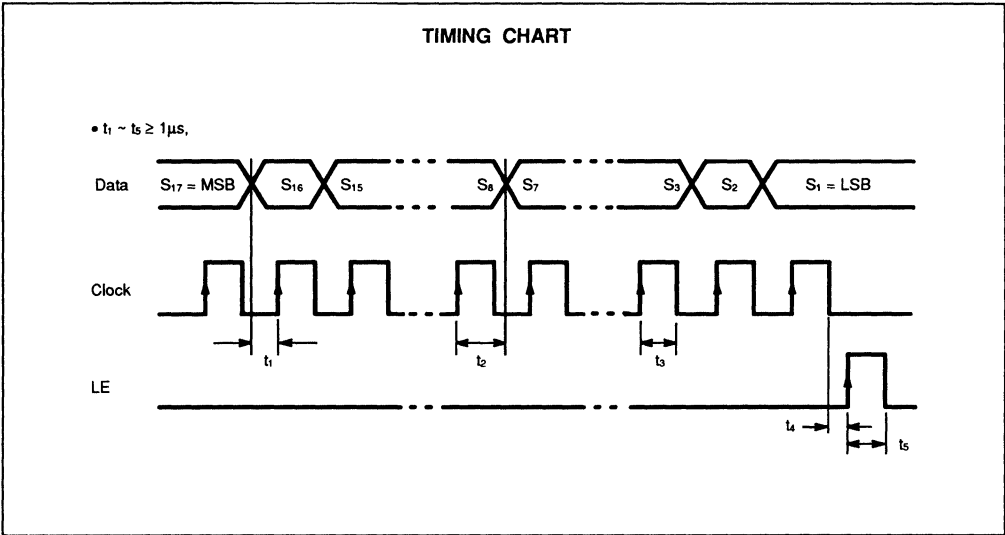 TIMING CHART
• t₁ ~ t₅ ≥ 1µs,
Data S₁₇ = MSB S₁₆ S₁₅ S₈ S₇ S₃ S₂ S₁ = LSB
Clock
t₁ t₂ t₃
LE
t₄
t₅